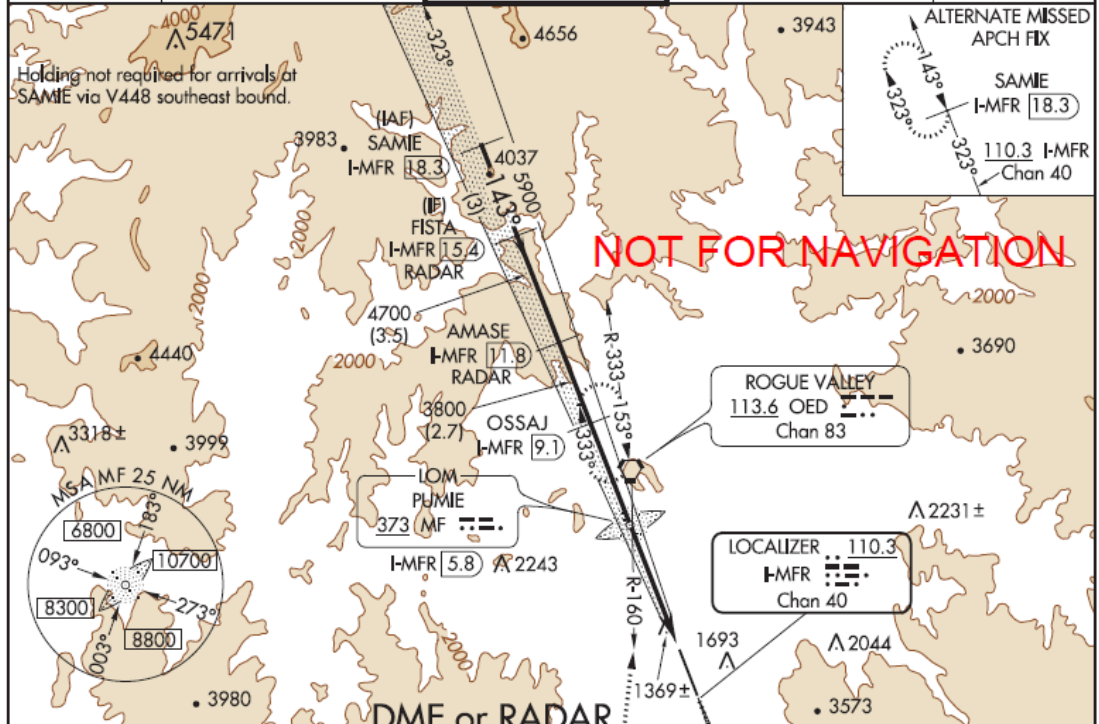 4000
5471
Holding not required for arrivals at
SAMIE via V448 southeast bound.
323°
4656
3943
ALTERNATE MISSED
APCH FIX
143°
323°
SAMIE
I-MFR 18.3
323°
110.3 I-MFR
Chan 40
3983
(IAF)
SAMIE
I-MFR 18.3
4037
5900
143°
(3)
2000
(IF)
FISTA
I-MFR 15.4
RADAR
NOT FOR NAVIGATION
2000
2000
4700
(3.5)
AMASE
I-MFR 11.8
RADAR
R-333
153°
3690
4440
2000
3800
(2.7)
OSSAJ
I-MFR 9.1
333°
ROGUE VALLEY
113.6 OED
Chan 83
3318±
3999
MSA MF 25 NM
6800
183°
10700
093°
8300
273°
8800
003°
LOM
PUMIE
373 MF
I-MFR 5.8
2243
2231±
LOCALIZER 110.3
I-MFR
Chan 40
R-160
2000
1693
2044
1369±
3980
3573
DME or RADAR